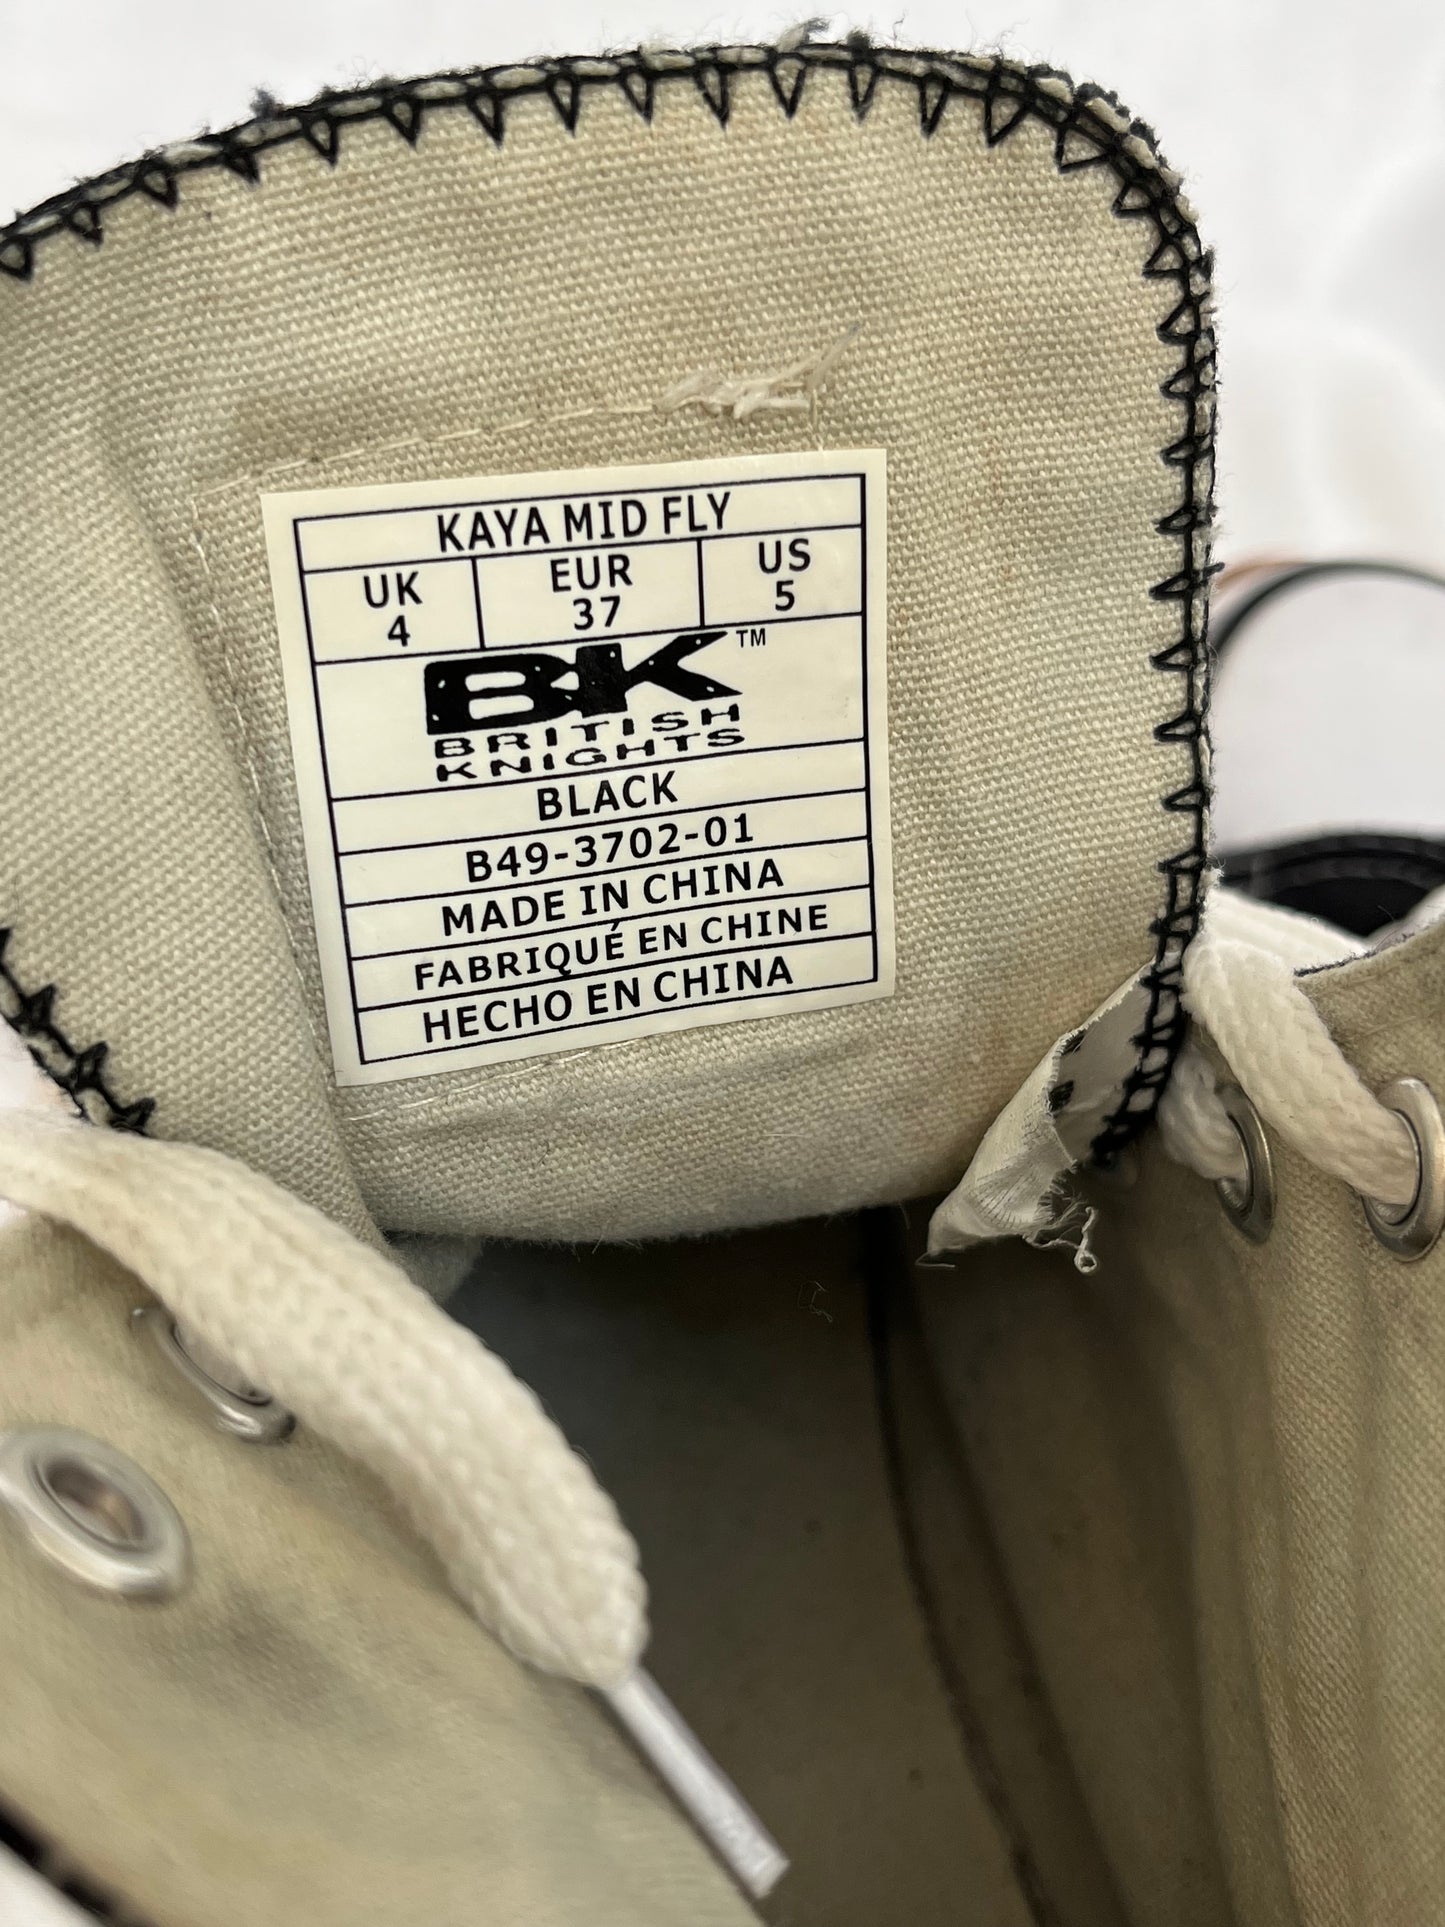 KAYA MID FLY
UK EUR US
4 37 5
BK™
BRITISH
KNIGHTS
BLACK
B49-3702-01
MADE IN CHINA
FABRIQUÉ EN CHINE
HECHO EN CHINA